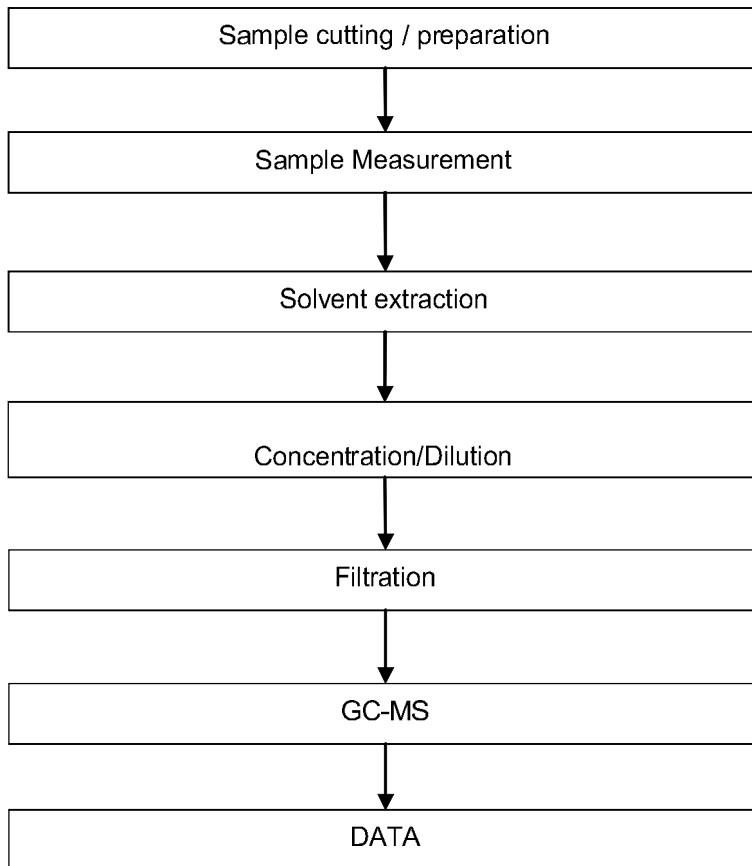 Sample cutting / preparation
Sample Measurement
Solvent extraction
Concentration/Dilution
Filtration
GC-MS
DATA